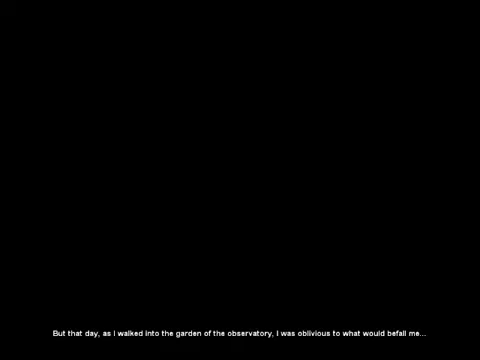 But that day, as I walked into the garden of the observatory, I was oblivious to what would befall me...